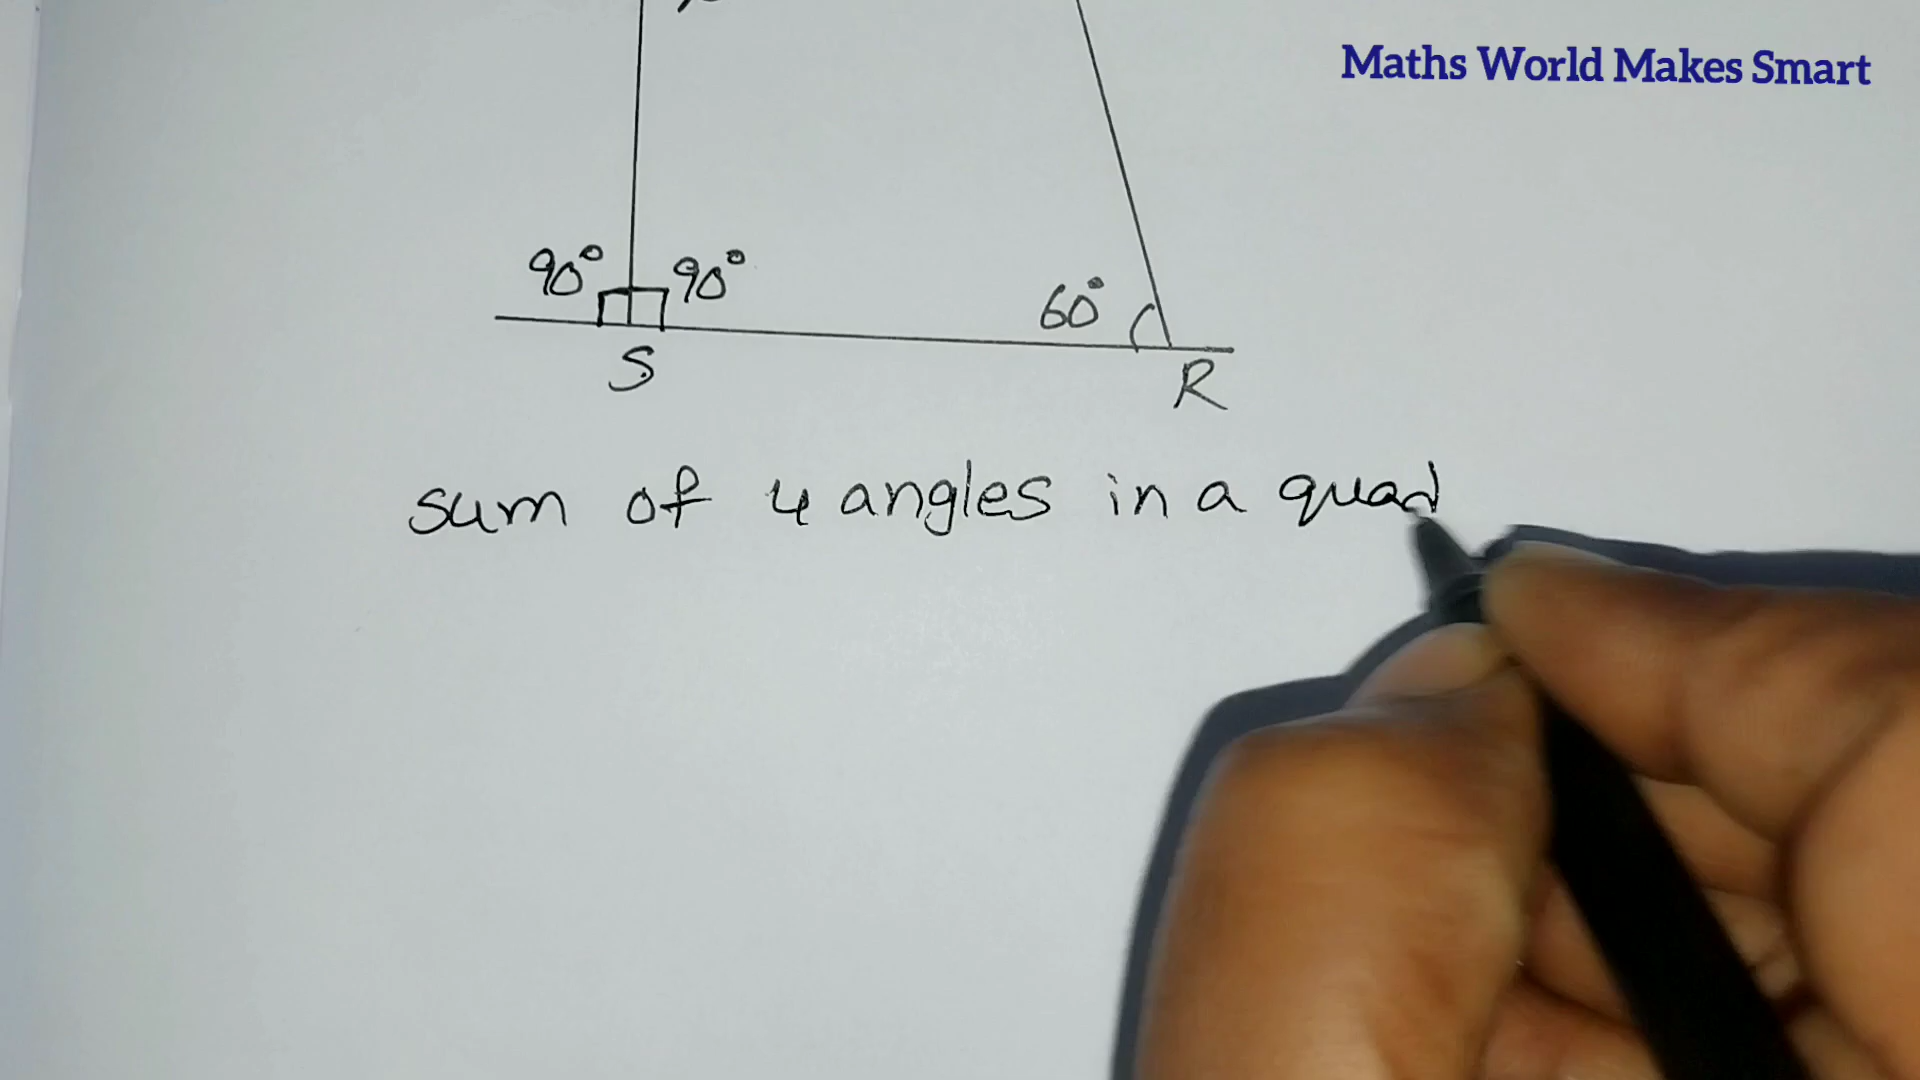 Maths World Makes Smart
90° 90°
60°
S
R
sum of 4 angles in a quad